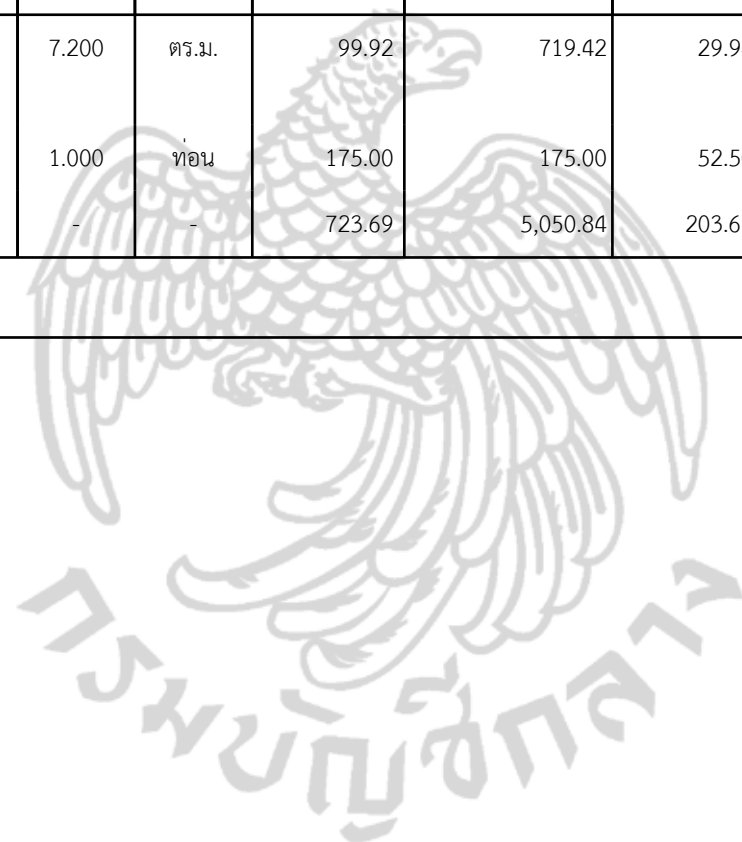 7.200 ตร.ม. 99.92 719.42 29.9
1.000 ท่อน 175.00 175.00 52.5
- - 723.69 5,050.84 203.6
กรมบัญชีกลาง